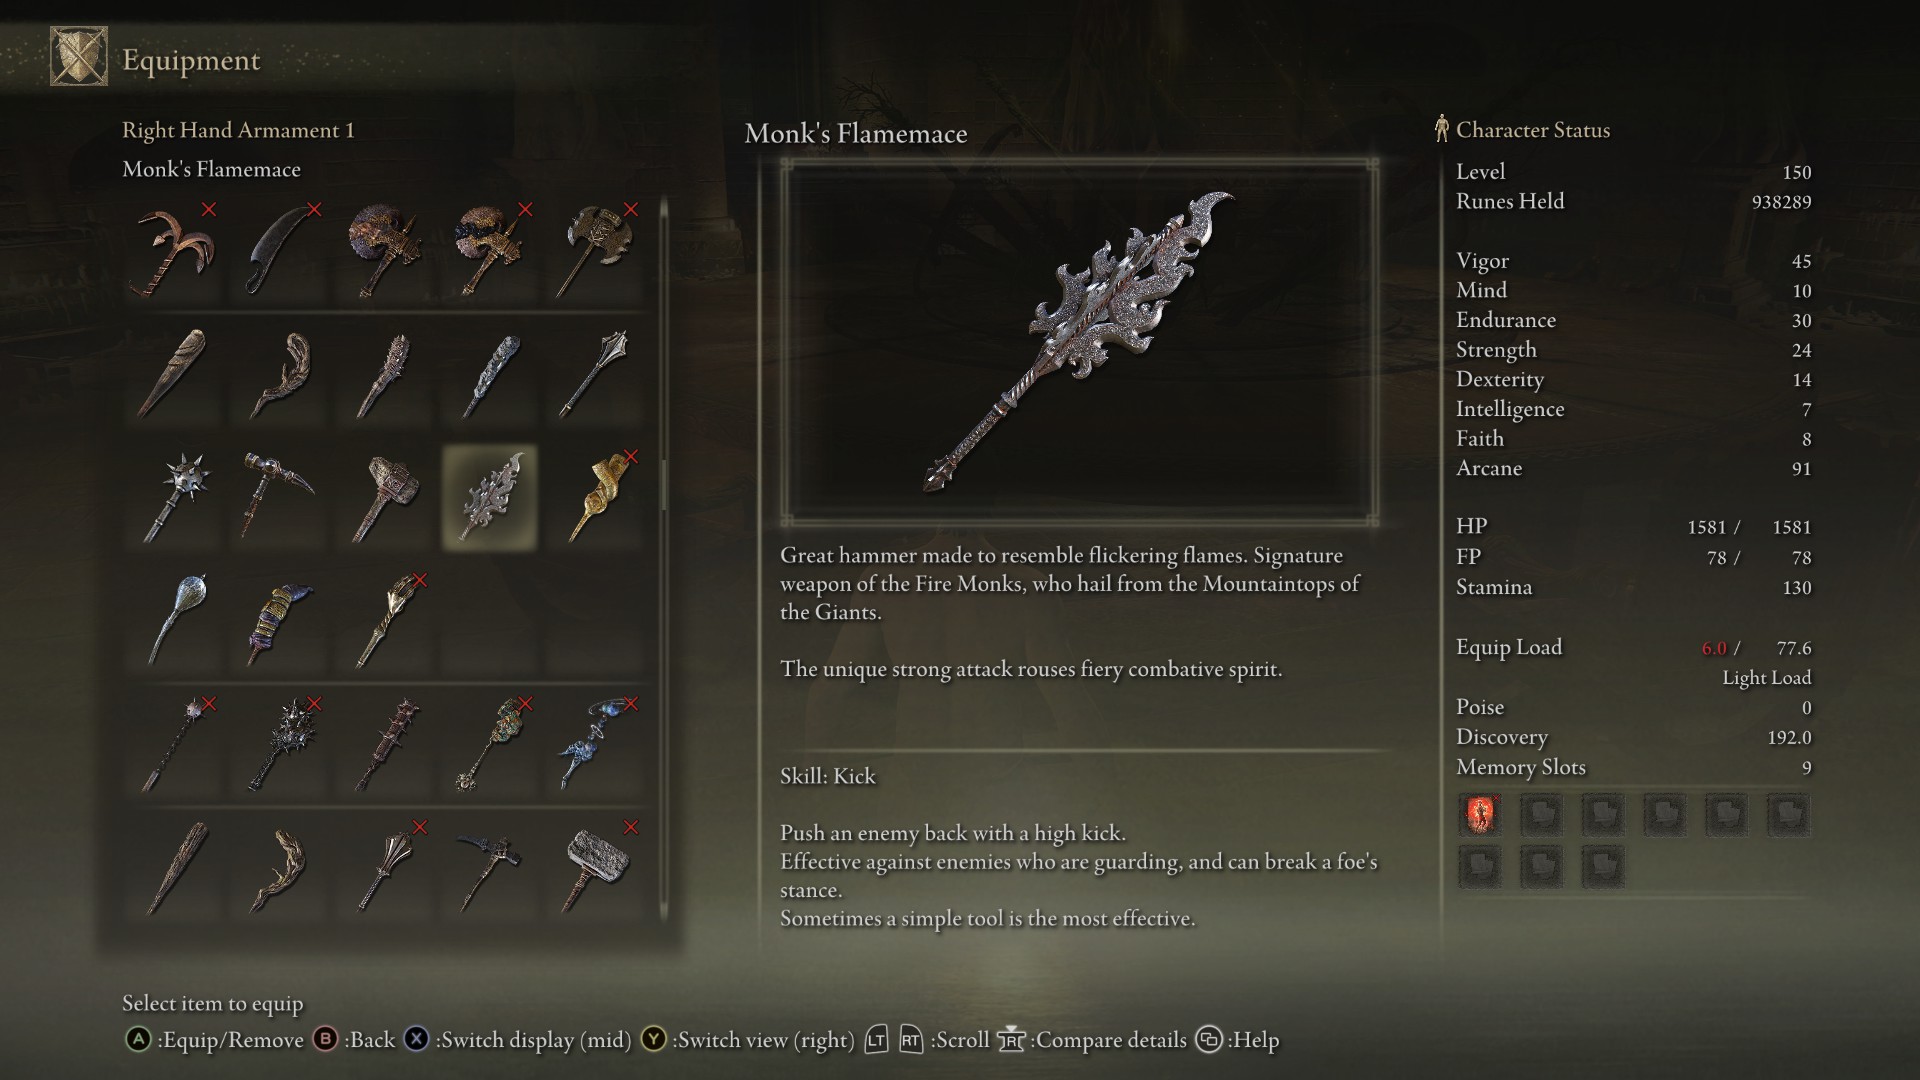 Equipment
Right Hand Armament 1
Monk's Flamemace
Monk's Flamemace
Great hammer made to resemble flickering flames. Signature
weapon of the Fire Monks, who hail from the Mountaintops of
the Giants.
The unique strong attack rouses fiery combative spirit.
Skill: Kick
Push an enemy back with a high kick.
Effective against enemies who are guarding, and can break a foe's
stance.
Sometimes a simple tool is the most effective.
Character Status
Level 150
Runes Held 938289
Vigor 45
Mind 10
Endurance 30
Strength 24
Dexterity 14
Intelligence 7
Faith 8
Arcane 91
HP 1581 / 1581
FP 78 / 78
Stamina 130
Equip Load 6.0 / 77.6
Light Load
Poise 0
Discovery 192.0
Memory Slots 9
Select item to equip
A :Equip/Remove B :Back X :Switch display (mid) Y :Switch view (right) LT RT :Scroll R :Compare details :Help